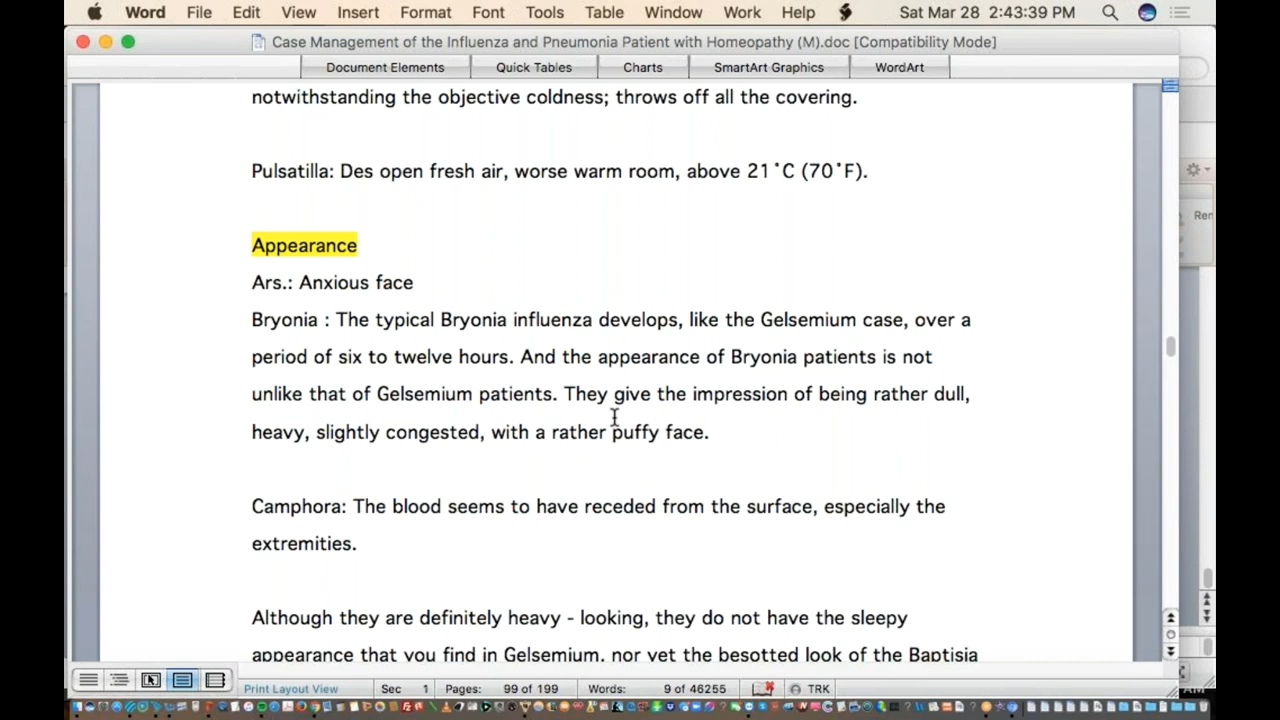 Word File Edit View Insert Format Font Tools Table Window Work Help Sat Mar 28 2:43:39 PM
Case Management of the Influenza and Pneumonia Patient with Homeopathy (M).doc [Compatibility Mode]
Document Elements Quick Tables Charts SmartArt Graphics WordArt
notwithstanding the objective coldness; throws off all the covering.
Pulsatilla: Des open fresh air, worse warm room, above 21˚C (70˚F).
Ren
Appearance
Ars.: Anxious face
Bryonia : The typical Bryonia influenza develops, like the Gelsemium case, over a
period of six to twelve hours. And the appearance of Bryonia patients is not
unlike that of Gelsemium patients. They give the impression of being rather dull,
heavy, slightly congested, with a rather puffy face.
Camphora: The blood seems to have receded from the surface, especially the
extremities.
Although they are definitely heavy - looking, they do not have the sleepy
appearance that you find in Gelsemium, nor yet the besotted look of the Baptisia
Print Layout View Sec 1 Pages: 99 of 199 Words: 9 of 46255 TRK
AM